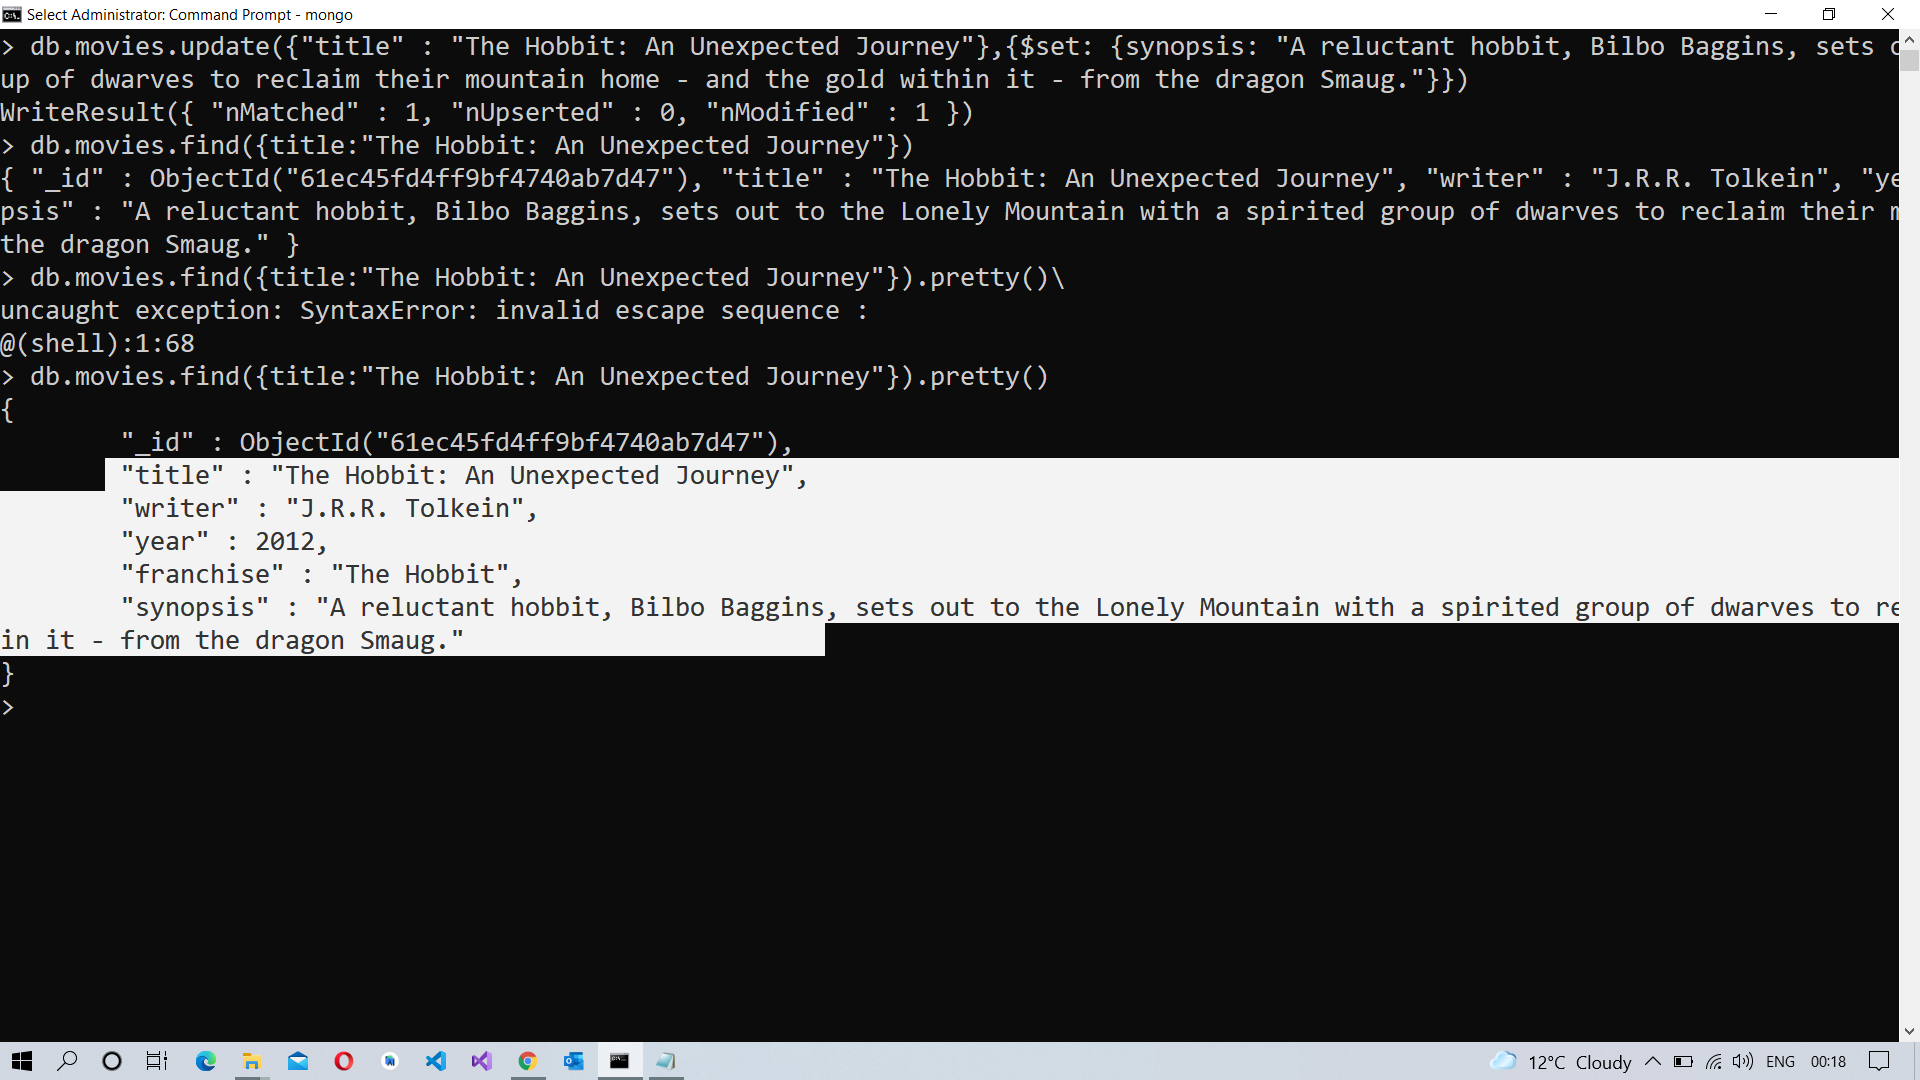 Select Administrator: Command Prompt - mongo
> db.movies.update({"title" : "The Hobbit: An Unexpected Journey"},{$set: {synopsis: "A reluctant hobbit, Bilbo Baggins, sets
up of dwarves to reclaim their mountain home - and the gold within it - from the dragon Smaug."}})
WriteResult({ "nMatched" : 1, "nUpserted" : 0, "nModified" : 1 })
> db.movies.find({title:"The Hobbit: An Unexpected Journey"})
{ "_id" : ObjectId("61ec45fd4ff9bf4740ab7d47"), "title" : "The Hobbit: An Unexpected Journey", "writer" : "J.R.R. Tolkein", "ye
psis" : "A reluctant hobbit, Bilbo Baggins, sets out to the Lonely Mountain with a spirited group of dwarves to reclaim their m
the dragon Smaug." }
> db.movies.find({title:"The Hobbit: An Unexpected Journey"}).pretty()\
uncaught exception: SyntaxError: invalid escape sequence :
@(shell):1:68
> db.movies.find({title:"The Hobbit: An Unexpected Journey"}).pretty()
{
"_id" : ObjectId("61ec45fd4ff9bf4740ab7d47"),
"title" : "The Hobbit: An Unexpected Journey",
"writer" : "J.R.R. Tolkein",
"year" : 2012,
"franchise" : "The Hobbit",
"synopsis" : "A reluctant hobbit, Bilbo Baggins, sets out to the Lonely Mountain with a spirited group of dwarves to re
in it - from the dragon Smaug."
}
>
12°C Cloudy ENG 00:18